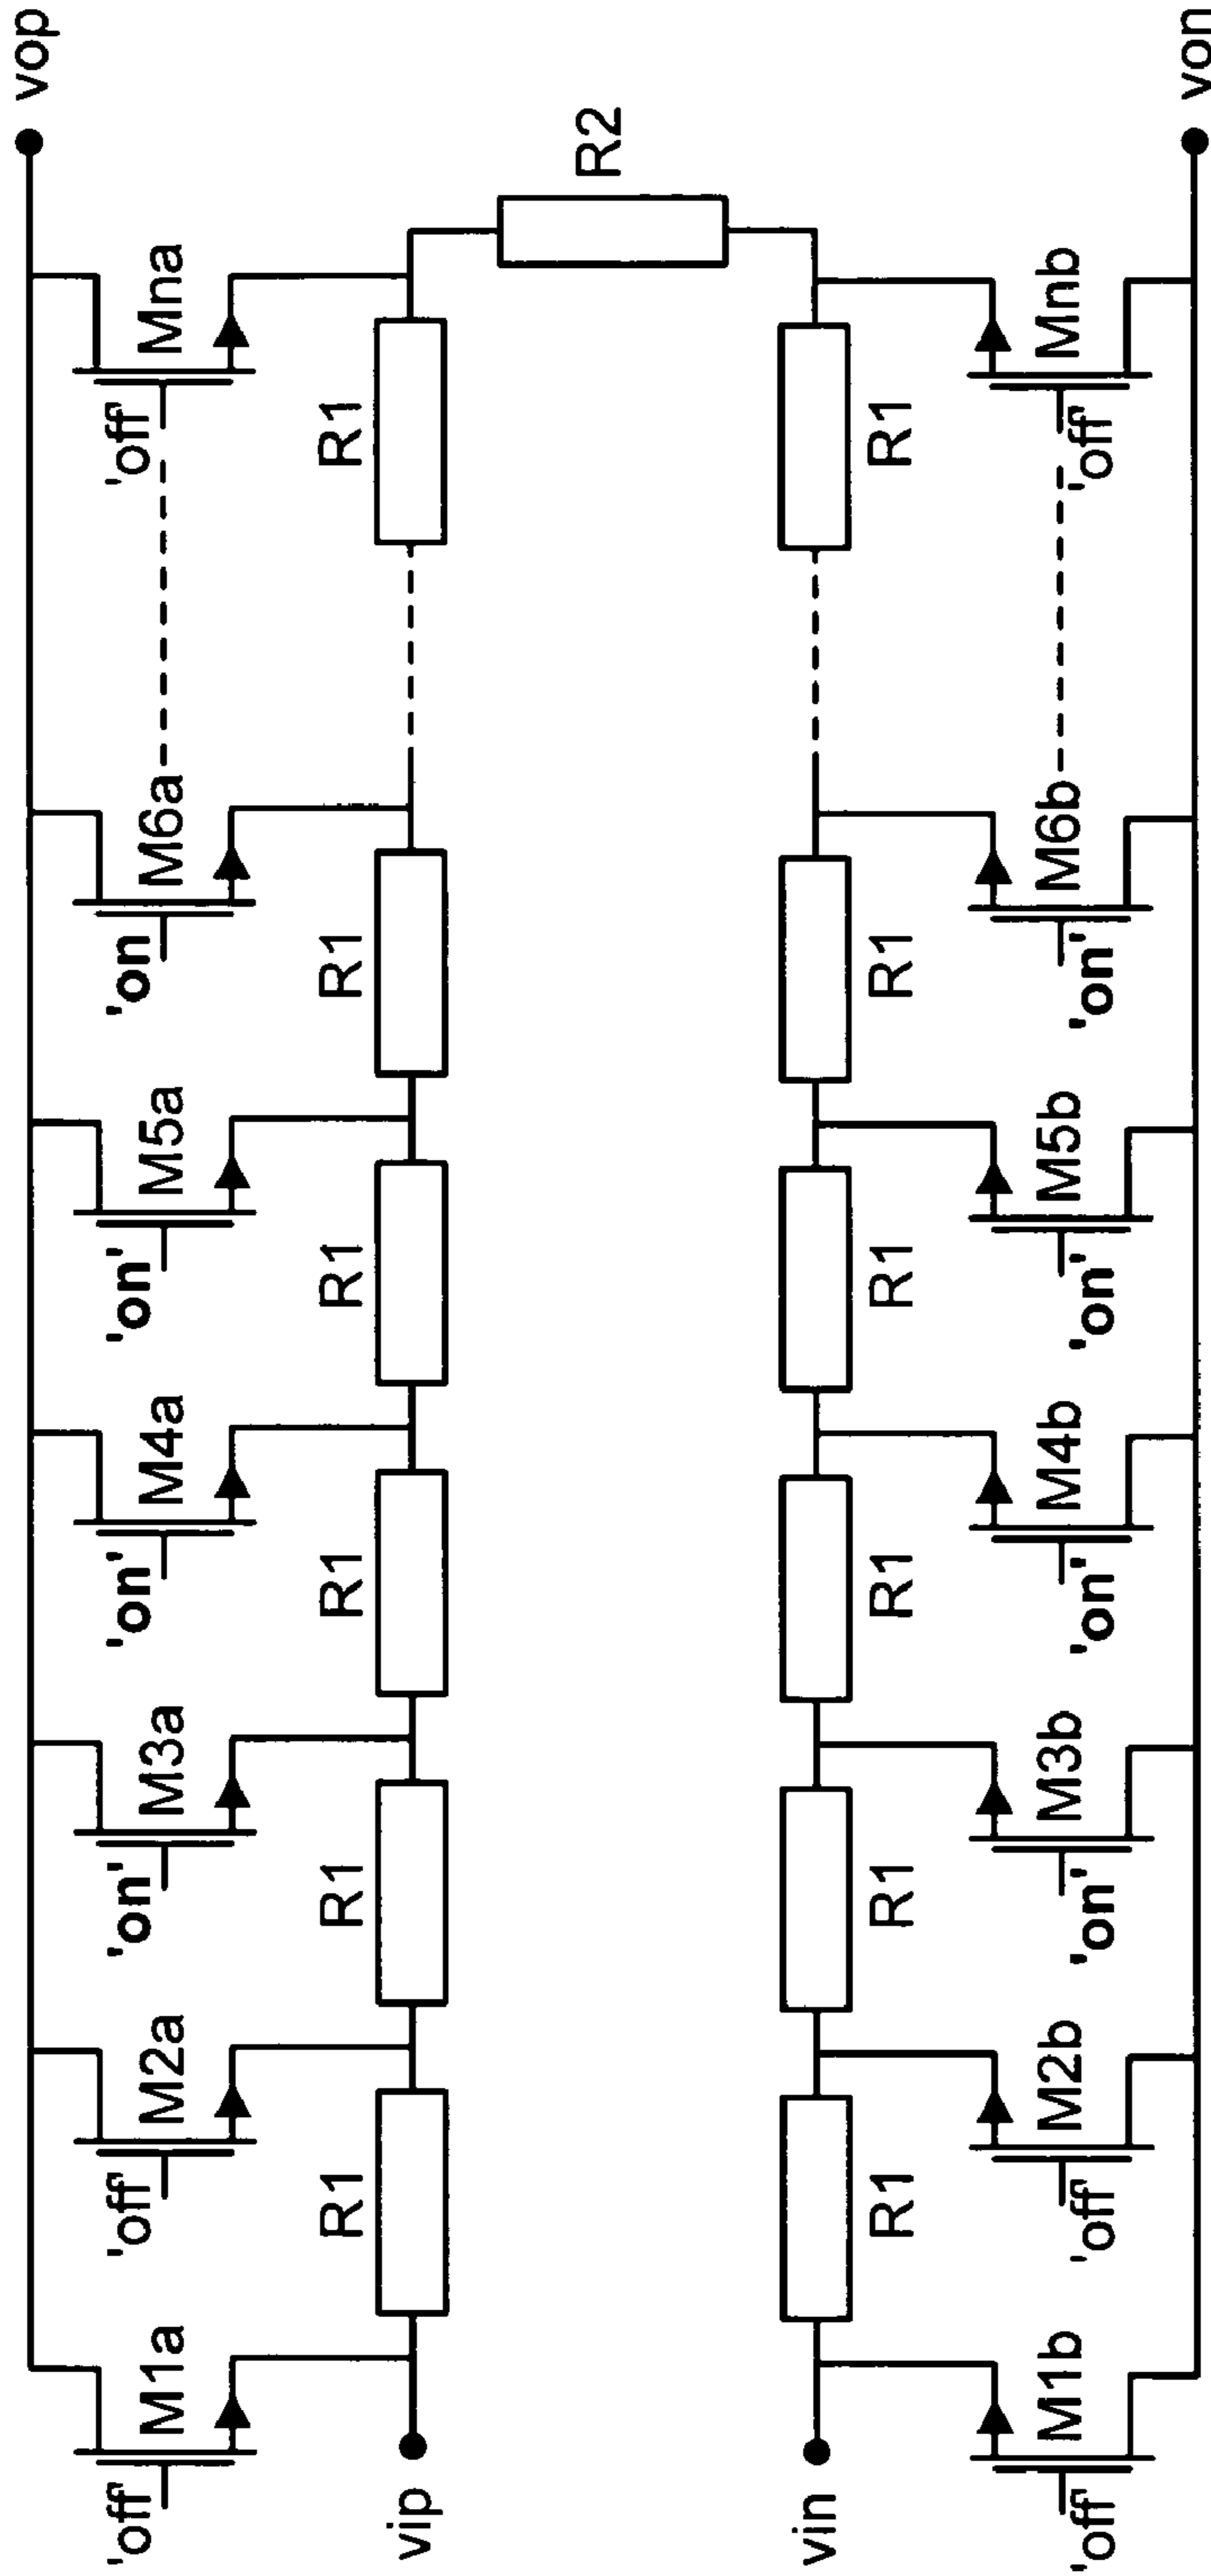 vop
'off' 'off' 'on' 'on' 'on' 'on 'off'
M1a M2a M3a M4a M5a M6a Mna
R1 R1 R1 R1 R1 R1
vip
R2
vin
R1 R1 R1 R1 R1 R1
M1b M2b M3b M4b M5b M6b Mnb
'off' 'off' 'on' 'on' 'on' 'on' 'off'
von